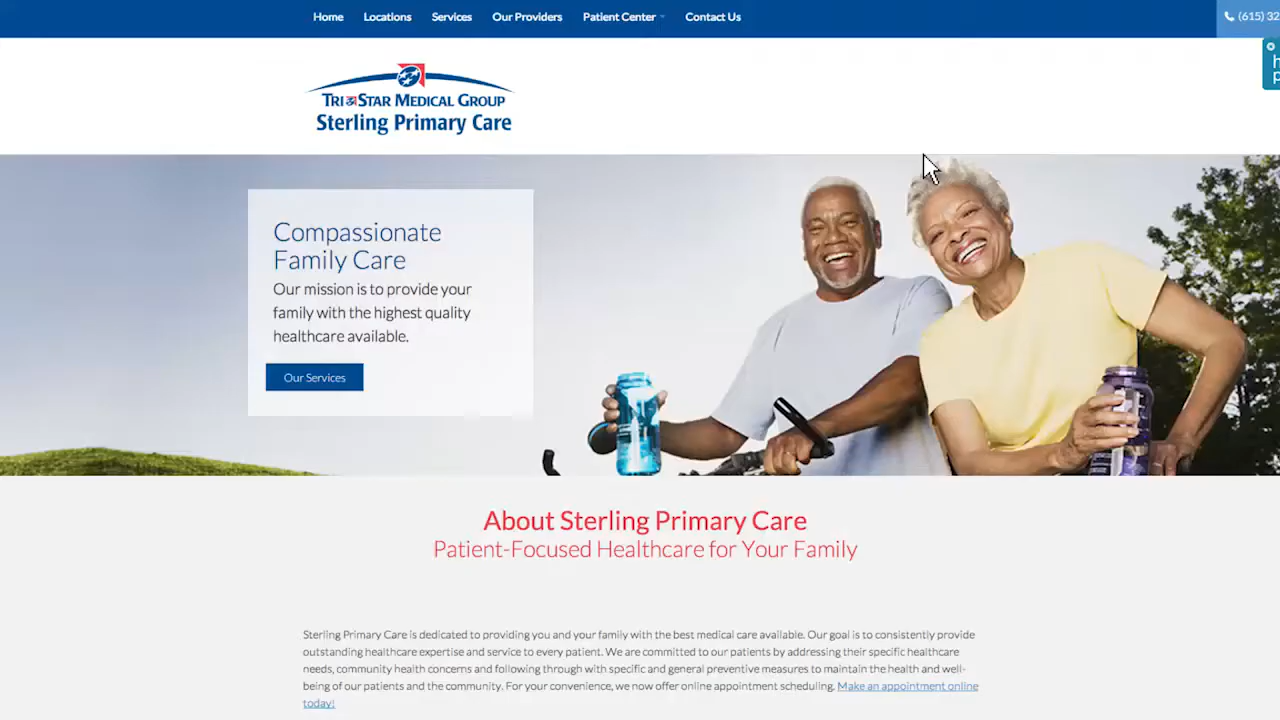 Home Locations Services Our Providers Patient Center Contact Us (615) 32
TRI STAR MEDICAL GROUP
Sterling Primary Care
Compassionate
Family Care
Our mission is to provide your
family with the highest quality
healthcare available.
Our Services
About Sterling Primary Care
Patient-Focused Healthcare for Your Family
Sterling Primary Care is dedicated to providing you and your family with the best medical care available. Our goal is to consistently provide
outstanding healthcare expertise and service to every patient. We are committed to our patients by addressing their specific healthcare
needs, community health concerns and following through with specific and general preventive measures to maintain the health and well-
being of our patients and the community. For your convenience, we now offer online appointment scheduling. Make an appointment online
today!